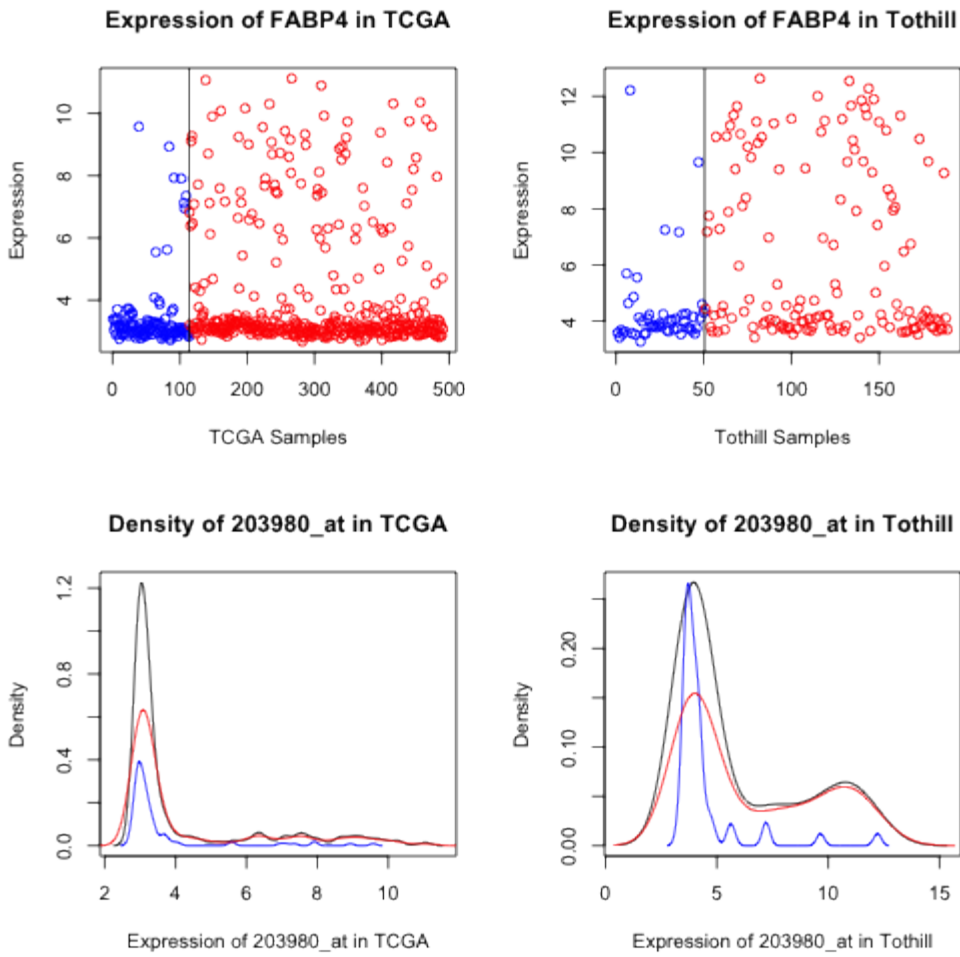 Expression of FABP4 in TCGA
Expression
4 6 8 10
0 100 200 300 400 500
TCGA Samples
Expression of FABP4 in Tothill
Expression
4 6 8 10 12
0 50 100 150
Tothill Samples
Density of 203980_at in TCGA
Density
0.0 0.4 0.8 1.2
2 4 6 8 10
Expression of 203980_at in TCGA
Density of 203980_at in Tothill
Density
0.00 0.10 0.20
0 5 10 15
Expression of 203980_at in Tothill